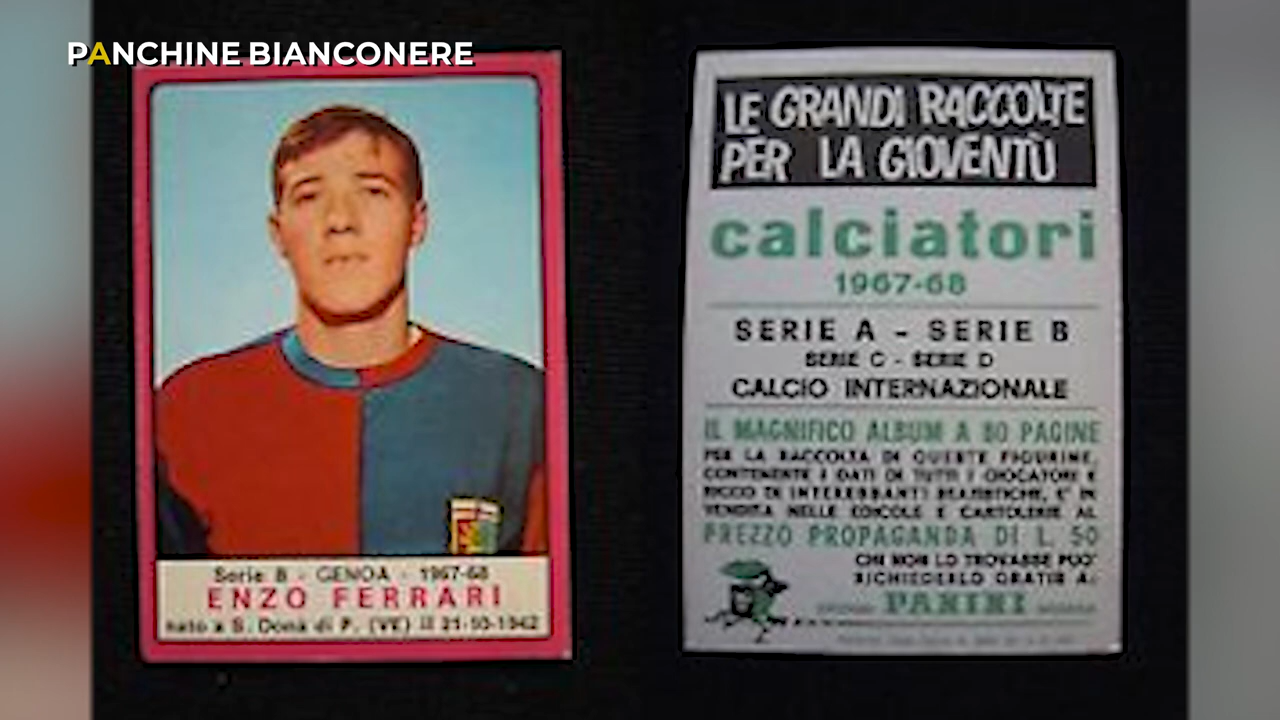 PANCHINE BIANCONERE
Serie B - GENOA - 1967-68
ENZO FERRARI
nato a S. Donà di P. (VE) il 21-10-1942
LE GRANDI RACCOLTE
PER LA GIOVENTÙ
calciatori
1967-68
SERIE A - SERIE B
SERIE C - SERIE D
CALCIO INTERNAZIONALE
IL MAGNIFICO ALBUM A 80 PAGINE
PER LA RACCOLTA DI QUESTE FIGURINE,
CONTENENTE I DATI DI TUTTI I GIOCATORI E
RICCO DI INTERESSANTI STATISTICHE, E' IN
VENDITA NELLE EDICOLE E CARTOLERIE AL
PREZZO PROPAGANDA DI L. 50
CHI NON LO TROVASSE PUO'
RICHIEDERLO GRATIS A:
PANINI